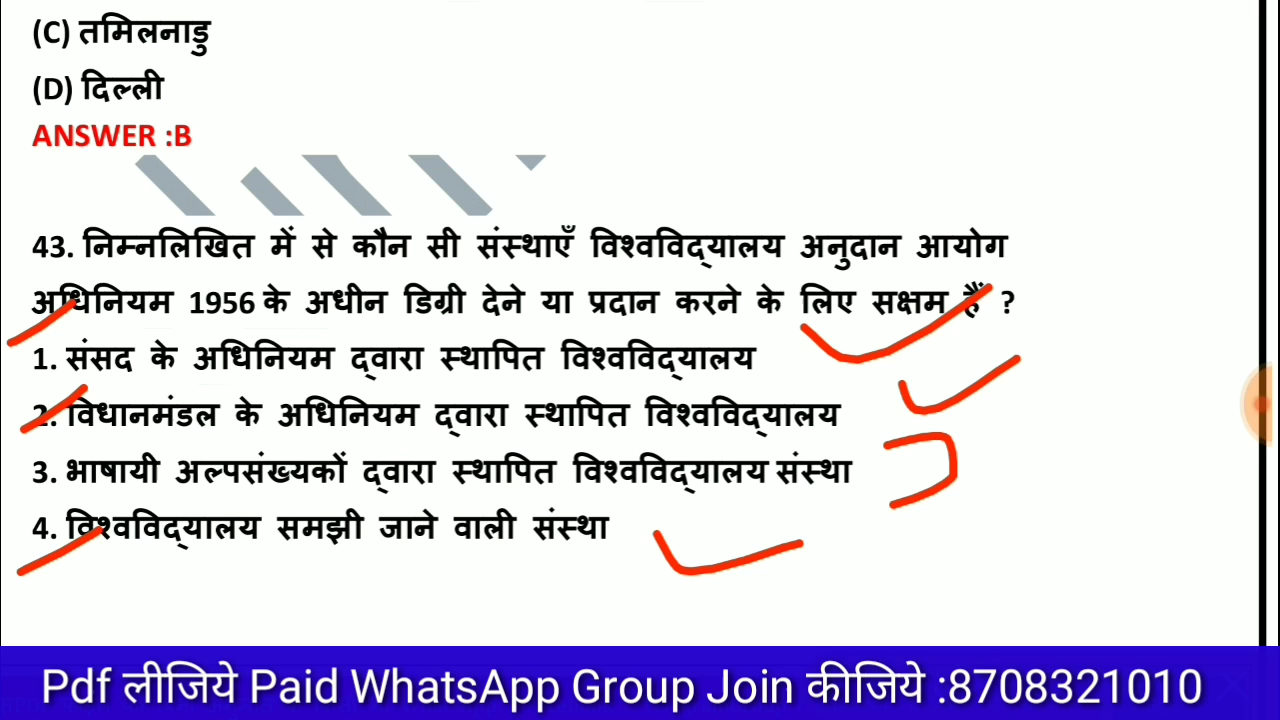 (C) तमिलनाडु
(D) दिल्ली
ANSWER :B
43. निम्नलिखित में से कौन सी संस्थाएँ विश्वविद्यालय अनुदान आयोग
अधिनियम 1956 के अधीन डिग्री देने या प्रदान करने के लिए सक्षम हैं ?
1. संसद के अधिनियम द्वारा स्थापित विश्वविद्यालय
2. विधानमंडल के अधिनियम द्वारा स्थापित विश्वविद्यालय
3. भाषायी अल्पसंख्यकों द्वारा स्थापित विश्वविद्यालय संस्था
4. विश्वविद्यालय समझी जाने वाली संस्था
Pdf लीजिये Paid WhatsApp Group Join कीजिये :8708321010